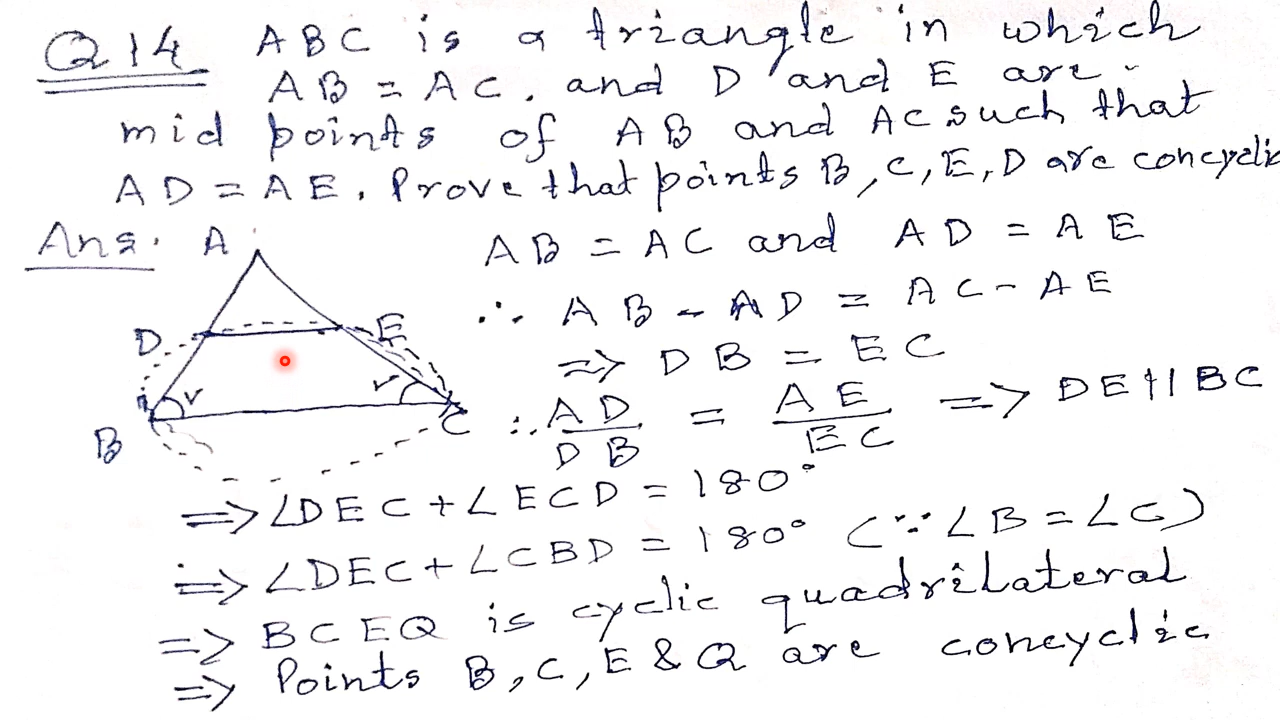 Q14 ABC is a triangle in which
AB = AC. and D and E are
mid points of AB and AC such that
AD = AE. Prove that points B, C, E, D are concyclic
Ans. A
AB = AC and AD = AE
∴ AB - AD = AC - AE
D E
⇒ DB = EC
∴ AD/DB = AE/EC ⇒ DE || BC
B C
⇒ ∠DEC + ∠ECD = 180°
⇒ ∠DEC + ∠CBD = 180° (∵ ∠B = ∠C)
⇒ BCEQ is cyclic quadrilateral
⇒ Points B, C, E & Q are concyclic